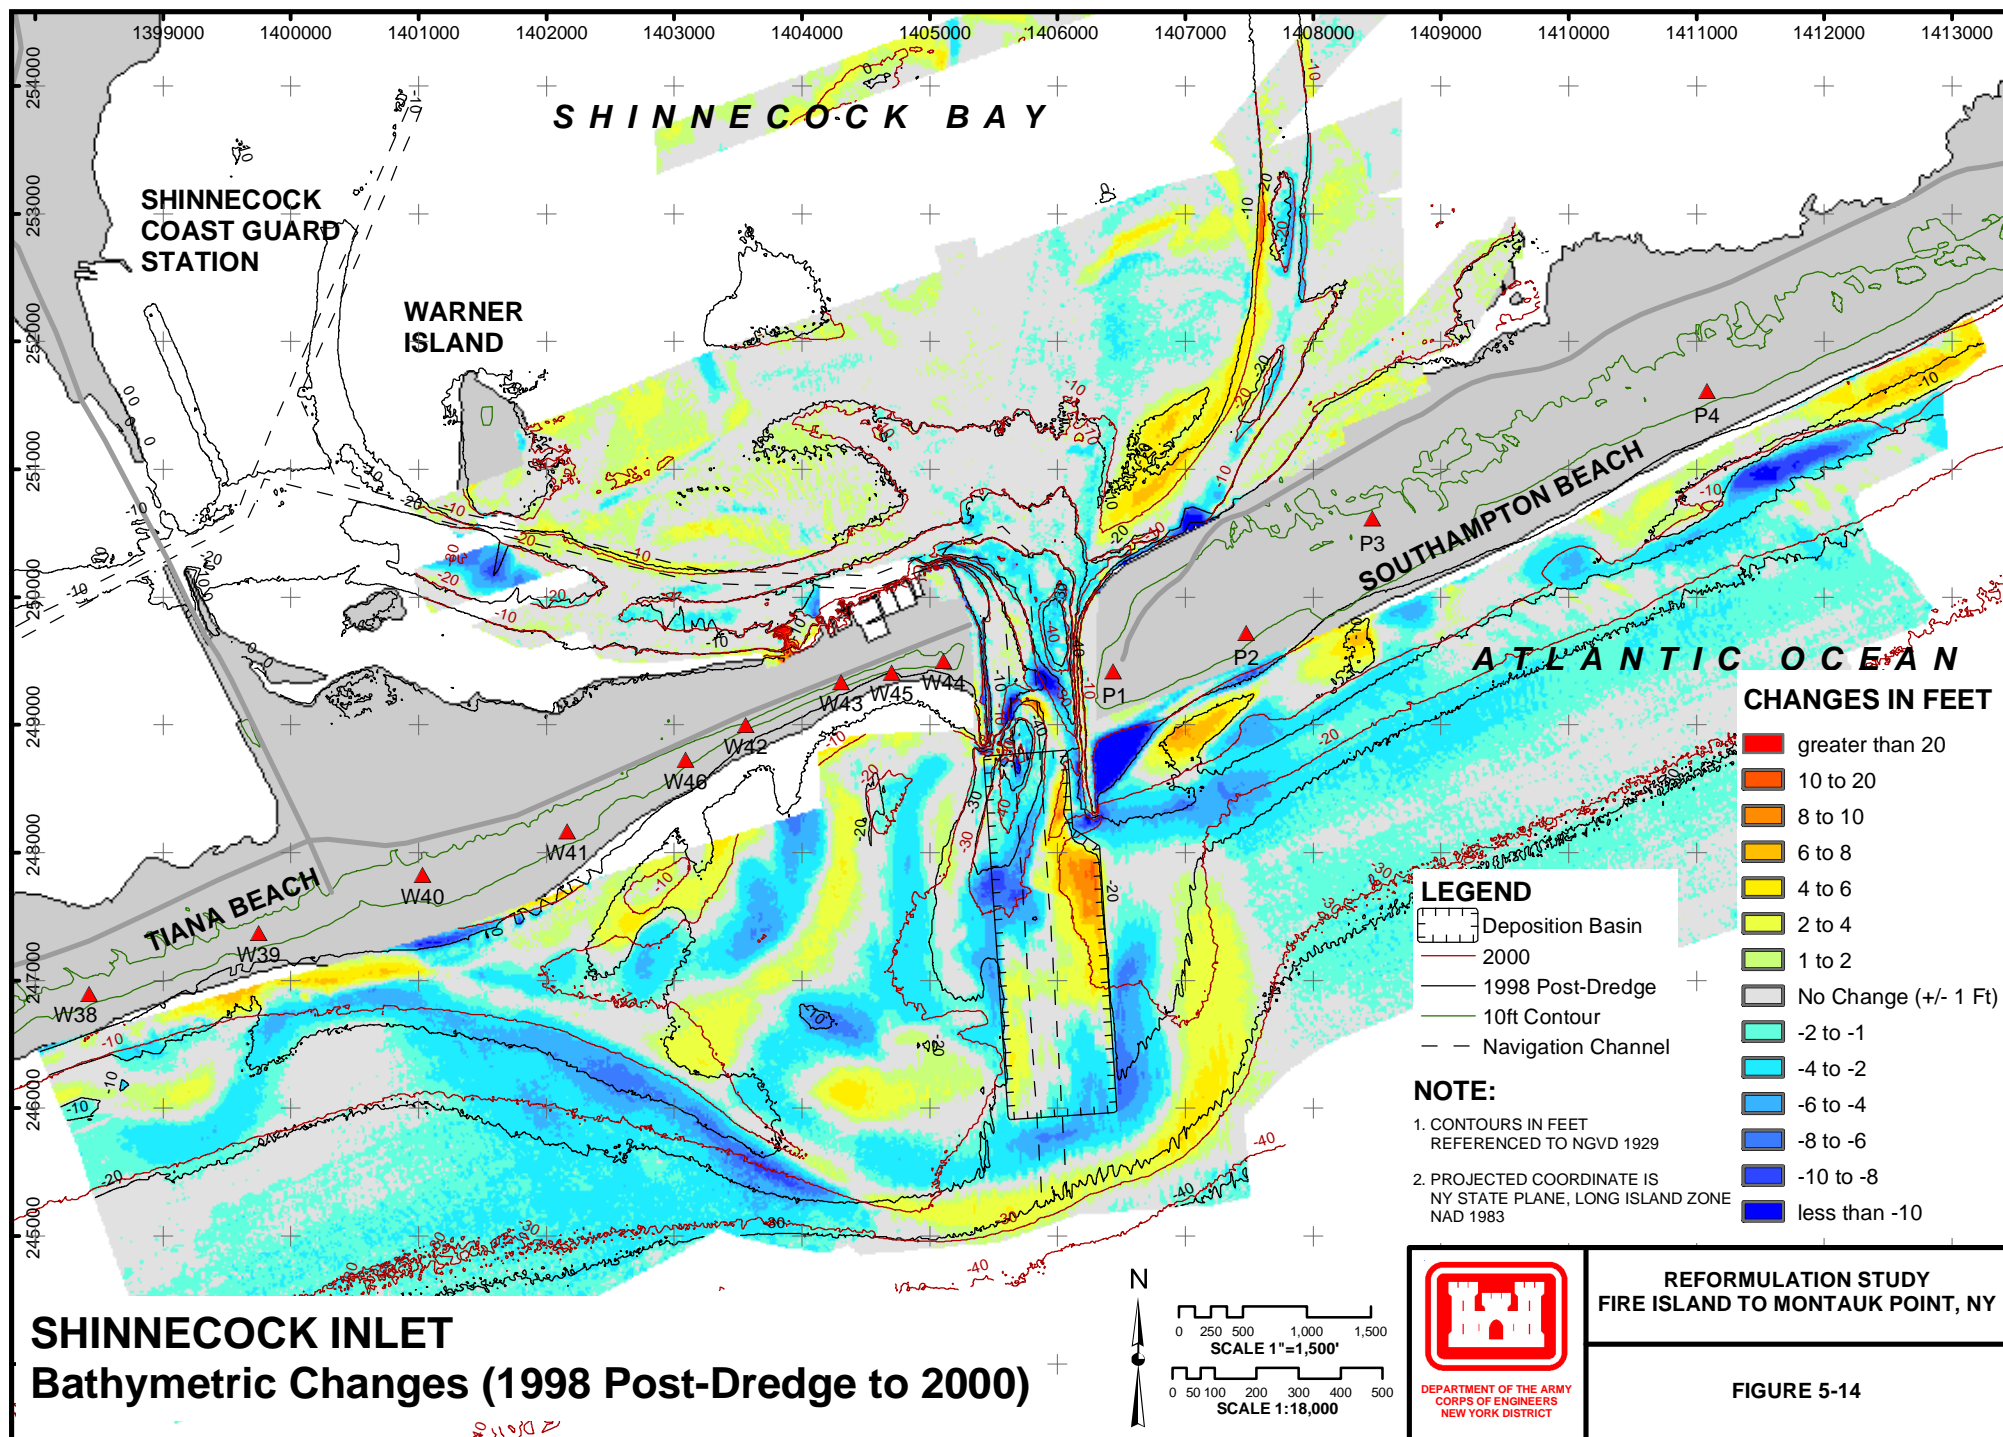 1399000 1400000 1401000 1402000 1403000 1404000 1405000 1406000 1407000 1408000 1409000 1410000 1411000 1412000 1413000
254000
253000
252000
251000
250000
249000
248000
247000
246000
245000
SHINNECOCK BAY
SHINNECOCK
COAST GUARD
STATION
WARNER
ISLAND
P4
P3
SOUTHAMPTON BEACH
P2
P1
ATLANTIC OCEAN
W44
W45
W43
W42
W46
W41
W40
TIANA BEACH
W39
W38
CHANGES IN FEET
greater than 20
10 to 20
8 to 10
6 to 8
4 to 6
2 to 4
1 to 2
No Change (+/- 1 Ft)
-2 to -1
-4 to -2
-6 to -4
-8 to -6
-10 to -8
less than -10
LEGEND
Deposition Basin
2000
1998 Post-Dredge
10ft Contour
Navigation Channel
NOTE:
1. CONTOURS IN FEET
REFERENCED TO NGVD 1929
2. PROJECTED COORDINATE IS
NY STATE PLANE, LONG ISLAND ZONE
NAD 1983
N
0 250 500 1,000 1,500
SCALE 1"=1,500'
0 50 100 200 300 400 500
SCALE 1:18,000
SHINNECOCK INLET
Bathymetric Changes (1998 Post-Dredge to 2000)
DEPARTMENT OF THE ARMY
CORPS OF ENGINEERS
NEW YORK DISTRICT
REFORMULATION STUDY
FIRE ISLAND TO MONTAUK POINT, NY
FIGURE 5-14